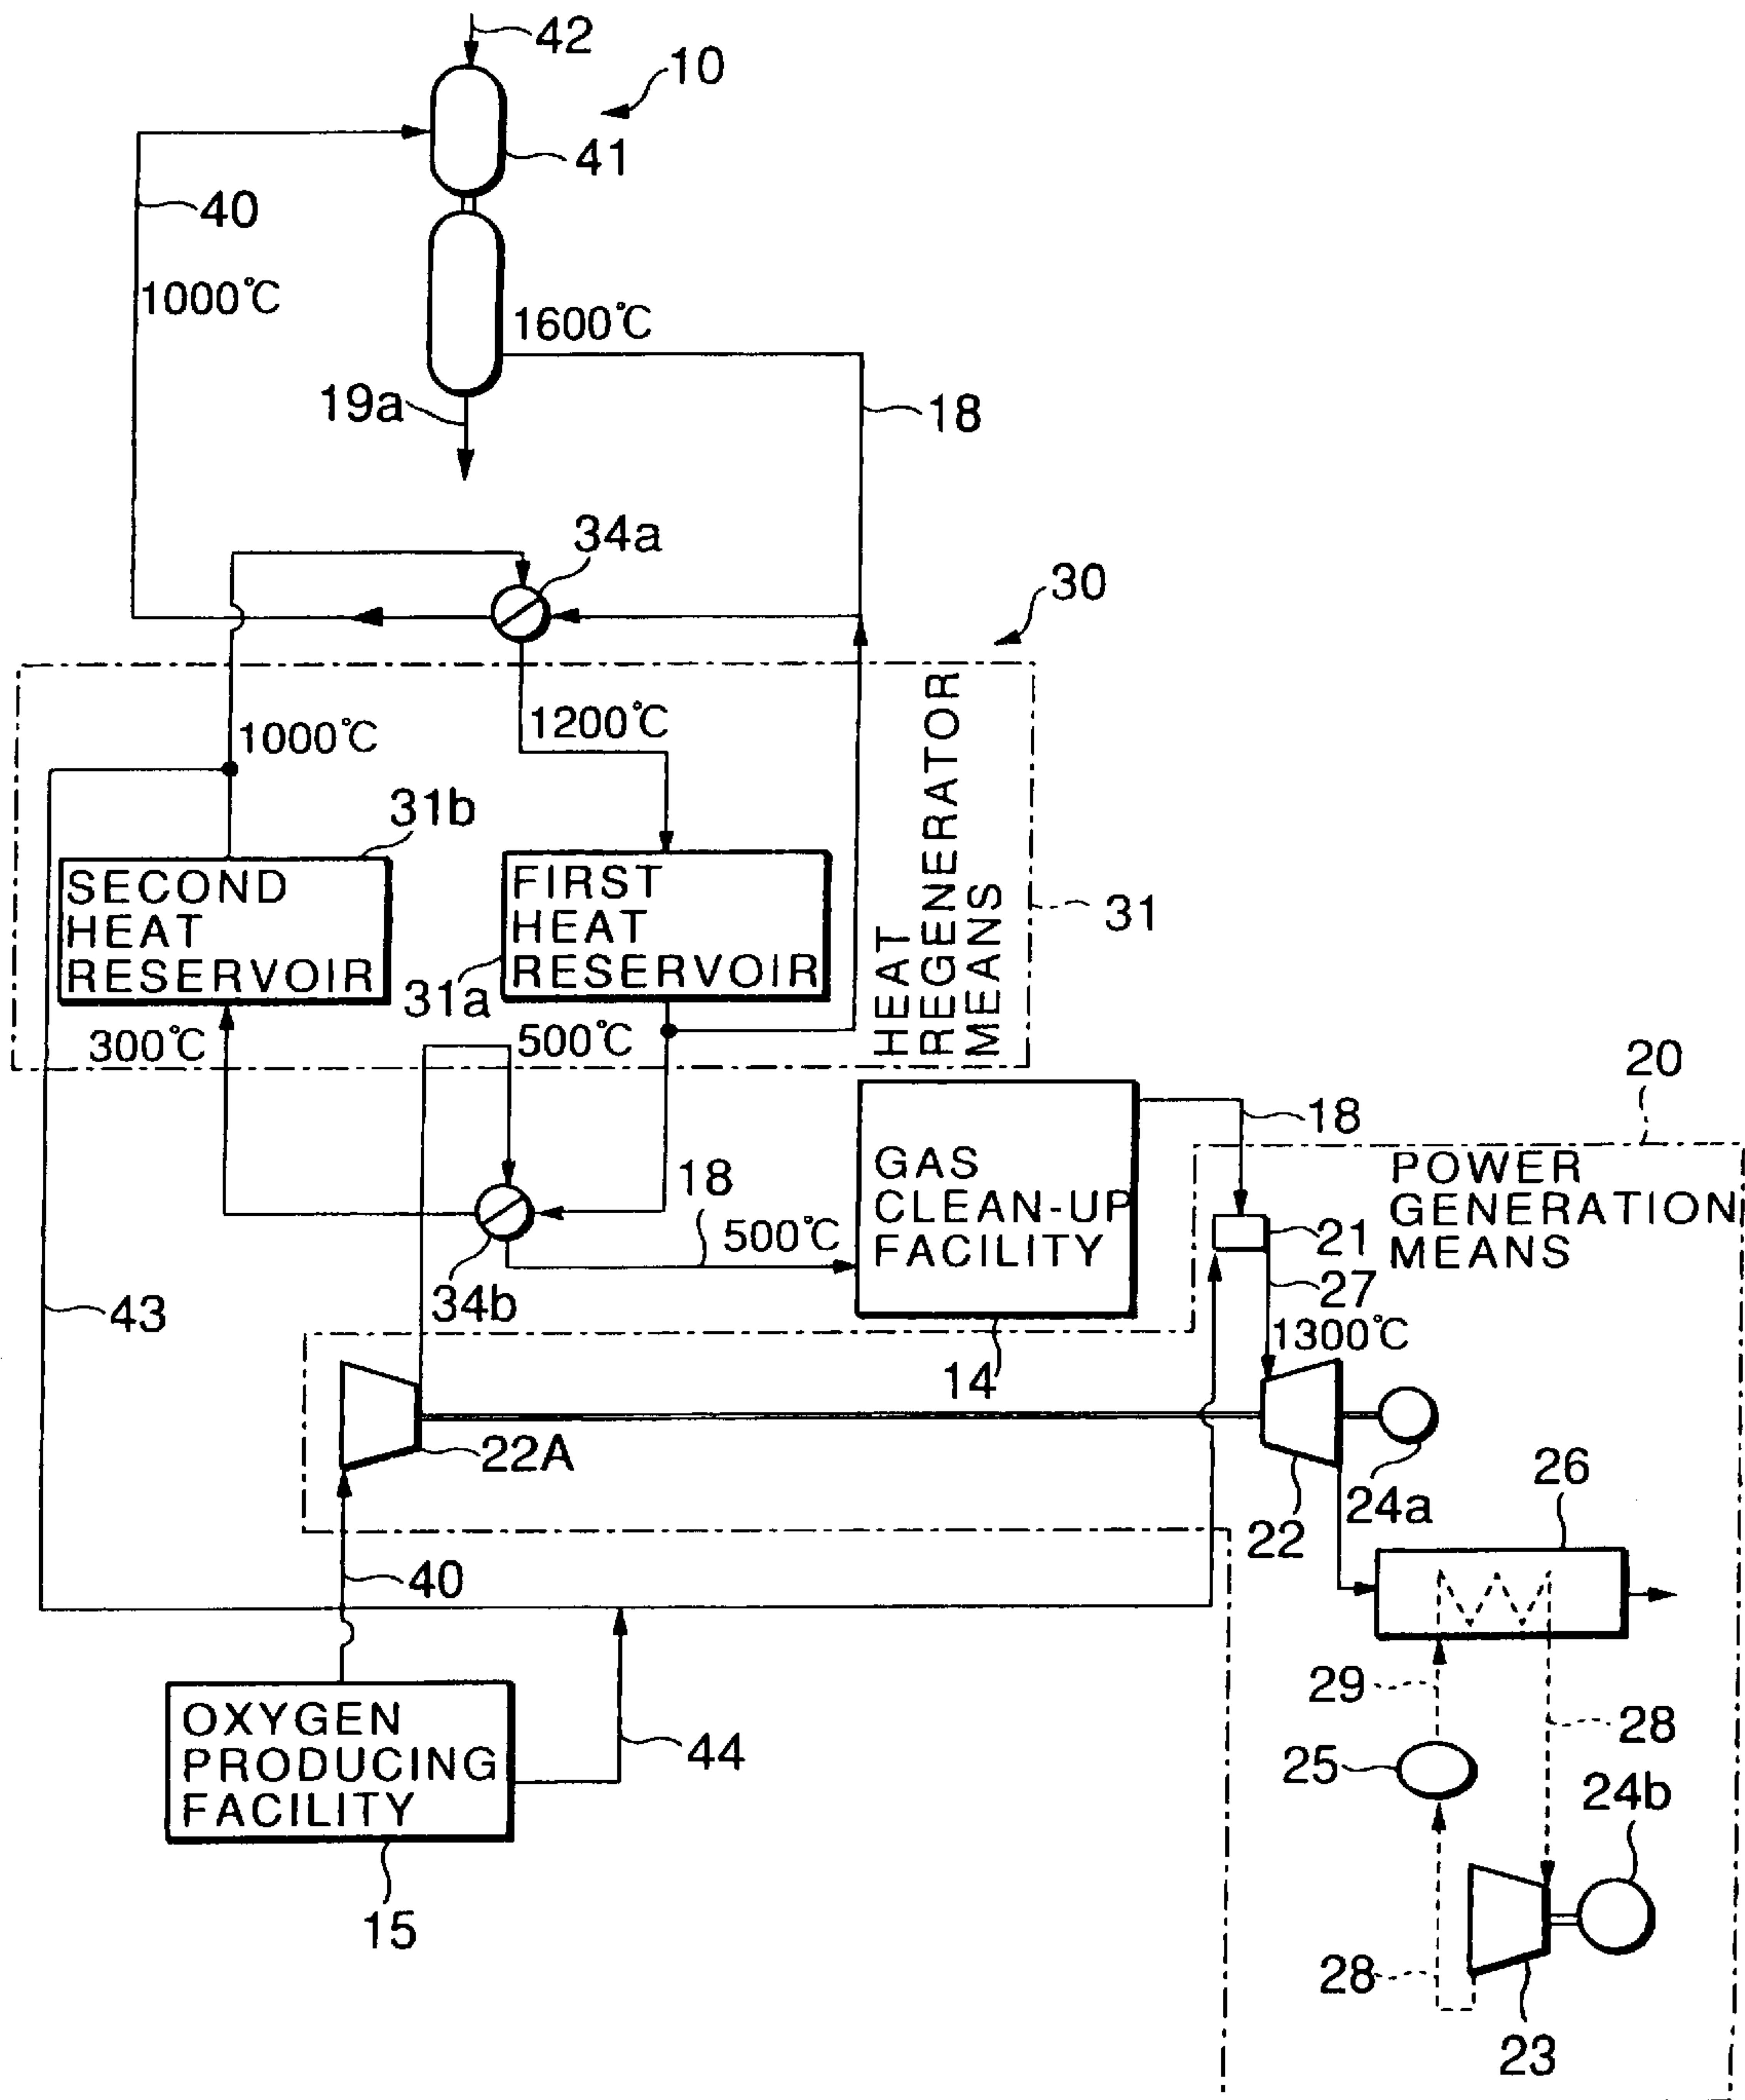 42
10
41
40
1000°C
1600°C
19a
18
34a
30
1000°C
1200°C
31b
SECOND
HEAT
RESERVOIR
FIRST
HEAT
RESERVOIR
31a
HEAT
REGENERATOR
MEANS
31
300°C
500°C
20
18
GAS
CLEAN-UP
FACILITY
POWER
GENERATION
MEANS
18
500°C
21
27
34b
43
1300°C
14
22A
24a
22
26
40
29
28
OXYGEN
PRODUCING
FACILITY
44
25
24b
15
28
23